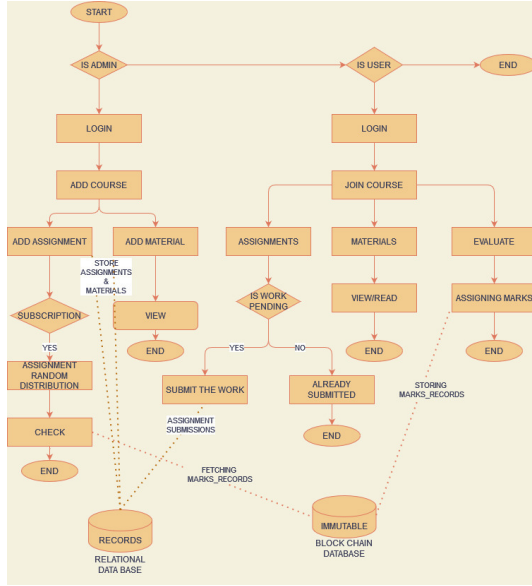 START
IS ADMIN
IS USER
END
LOGIN
LOGIN
ADD COURSE
JOIN COURSE
ADD ASSIGNMENT
ADD MATERIAL
ASSIGNMENTS
MATERIALS
EVALUATE
STORE
ASSIGNMENTS
&
MATERIALS
SUBSCRIPTION
VIEW
IS WORK
PENDING
VIEW/READ
ASSIGNING MARKS
YES
END
YES
NO
END
END
ASSIGNMENT
RANDOM
DISTRIBUTION
SUBMIT THE WORK
ALREADY
SUBMITTED
STORING
MARKS_RECORDS
CHECK
ASSIGNMENT
SUBMISSIONS
END
END
FETCHING
MARKS_RECORDS
RECORDS
IMMUTABLE
RELATIONAL
DATA BASE
BLOCK CHAIN
DATABASE